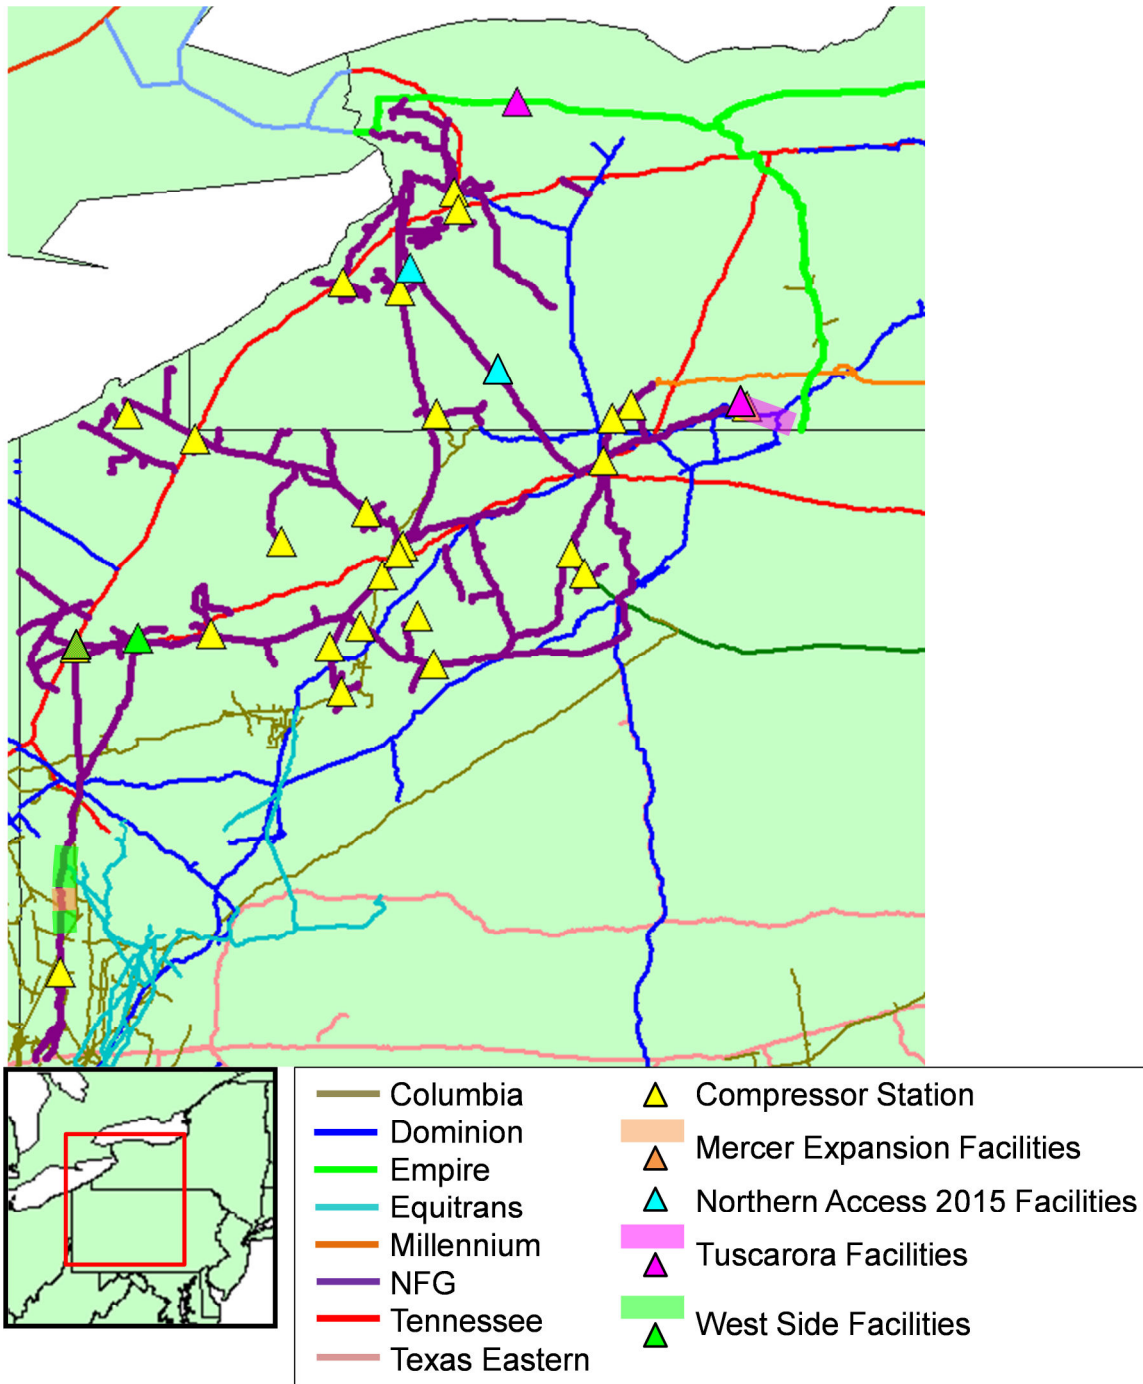 Columbia
Dominion
Empire
Equitrans
Millennium
NFG
Tennessee
Texas Eastern
Compressor Station
Mercer Expansion Facilities
Northern Access 2015 Facilities
Tuscarora Facilities
West Side Facilities